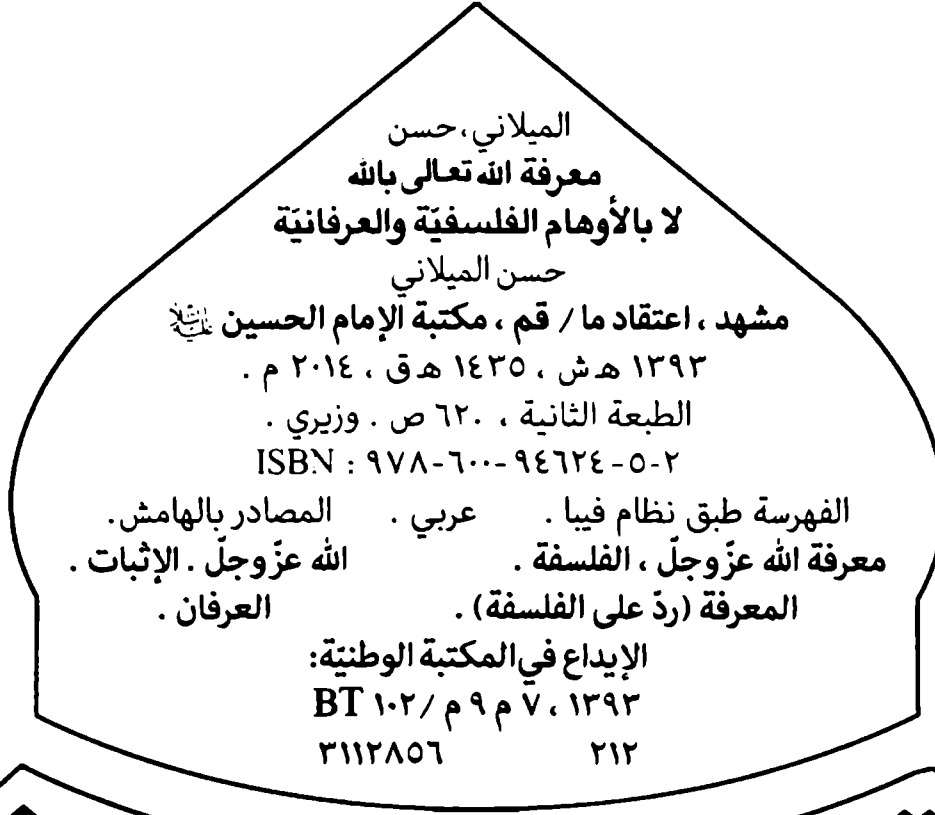 الميلاني، حسن
معرفة الله تعالى بالله
لا بالأوهام الفلسفيّة والعرفانيّة
حسن الميلاني
مشهد ، اعتقاد ما / قم ، مكتبة الإمام الحسين عليه السلام
١٣٩٣ هـ ش ، ١٤٣٥ هـ ق ، ٢٠١٤ م .
الطبعة الثانية ، ٦٢٠ ص . وزيري .
ISBN : ٩٧٨-٦٠٠-٩٤٦٢٤-٥-٢
الفهرسة طبق نظام فيبا . عربي . المصادر بالهامش .
معرفة الله عزّ وجلّ ، الفلسفة . الله عزّ وجلّ . الإثبات .
المعرفة (ردّ على الفلسفة) . العرفان .
الإيداع في المكتبة الوطنيّة:
١٣٩٣ ، ٧ م ٩ م / ١٠٢ BT
٢١٢ ٣١١٢٨٥٦